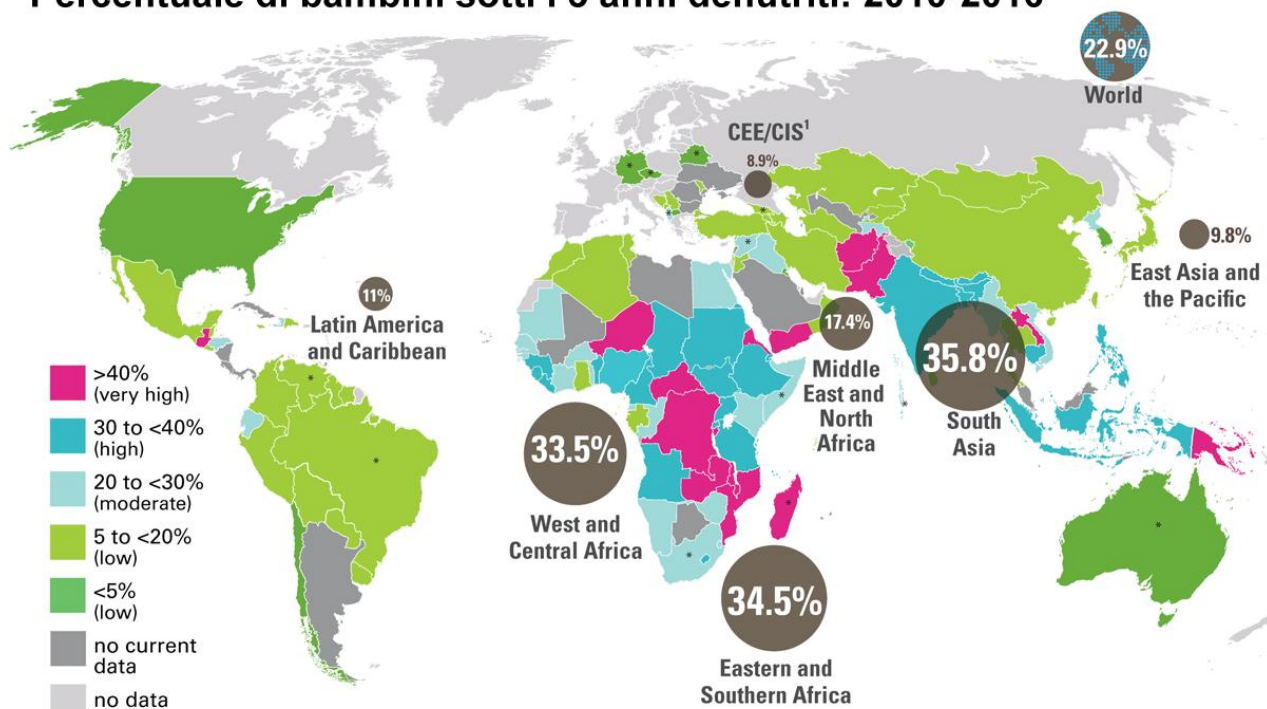 22.9%
World
CEE/CIS¹
8.9%
9.8%
East Asia and
the Pacific
11%
Latin America
and Caribbean
17.4%
Middle
East and
North
Africa
35.8%
South
Asia
33.5%
West and
Central Africa
34.5%
Eastern and
Southern Africa
>40%
(very high)
30 to <40%
(high)
20 to <30%
(moderate)
5 to <20%
(low)
<5%
(low)
no current
data
no data